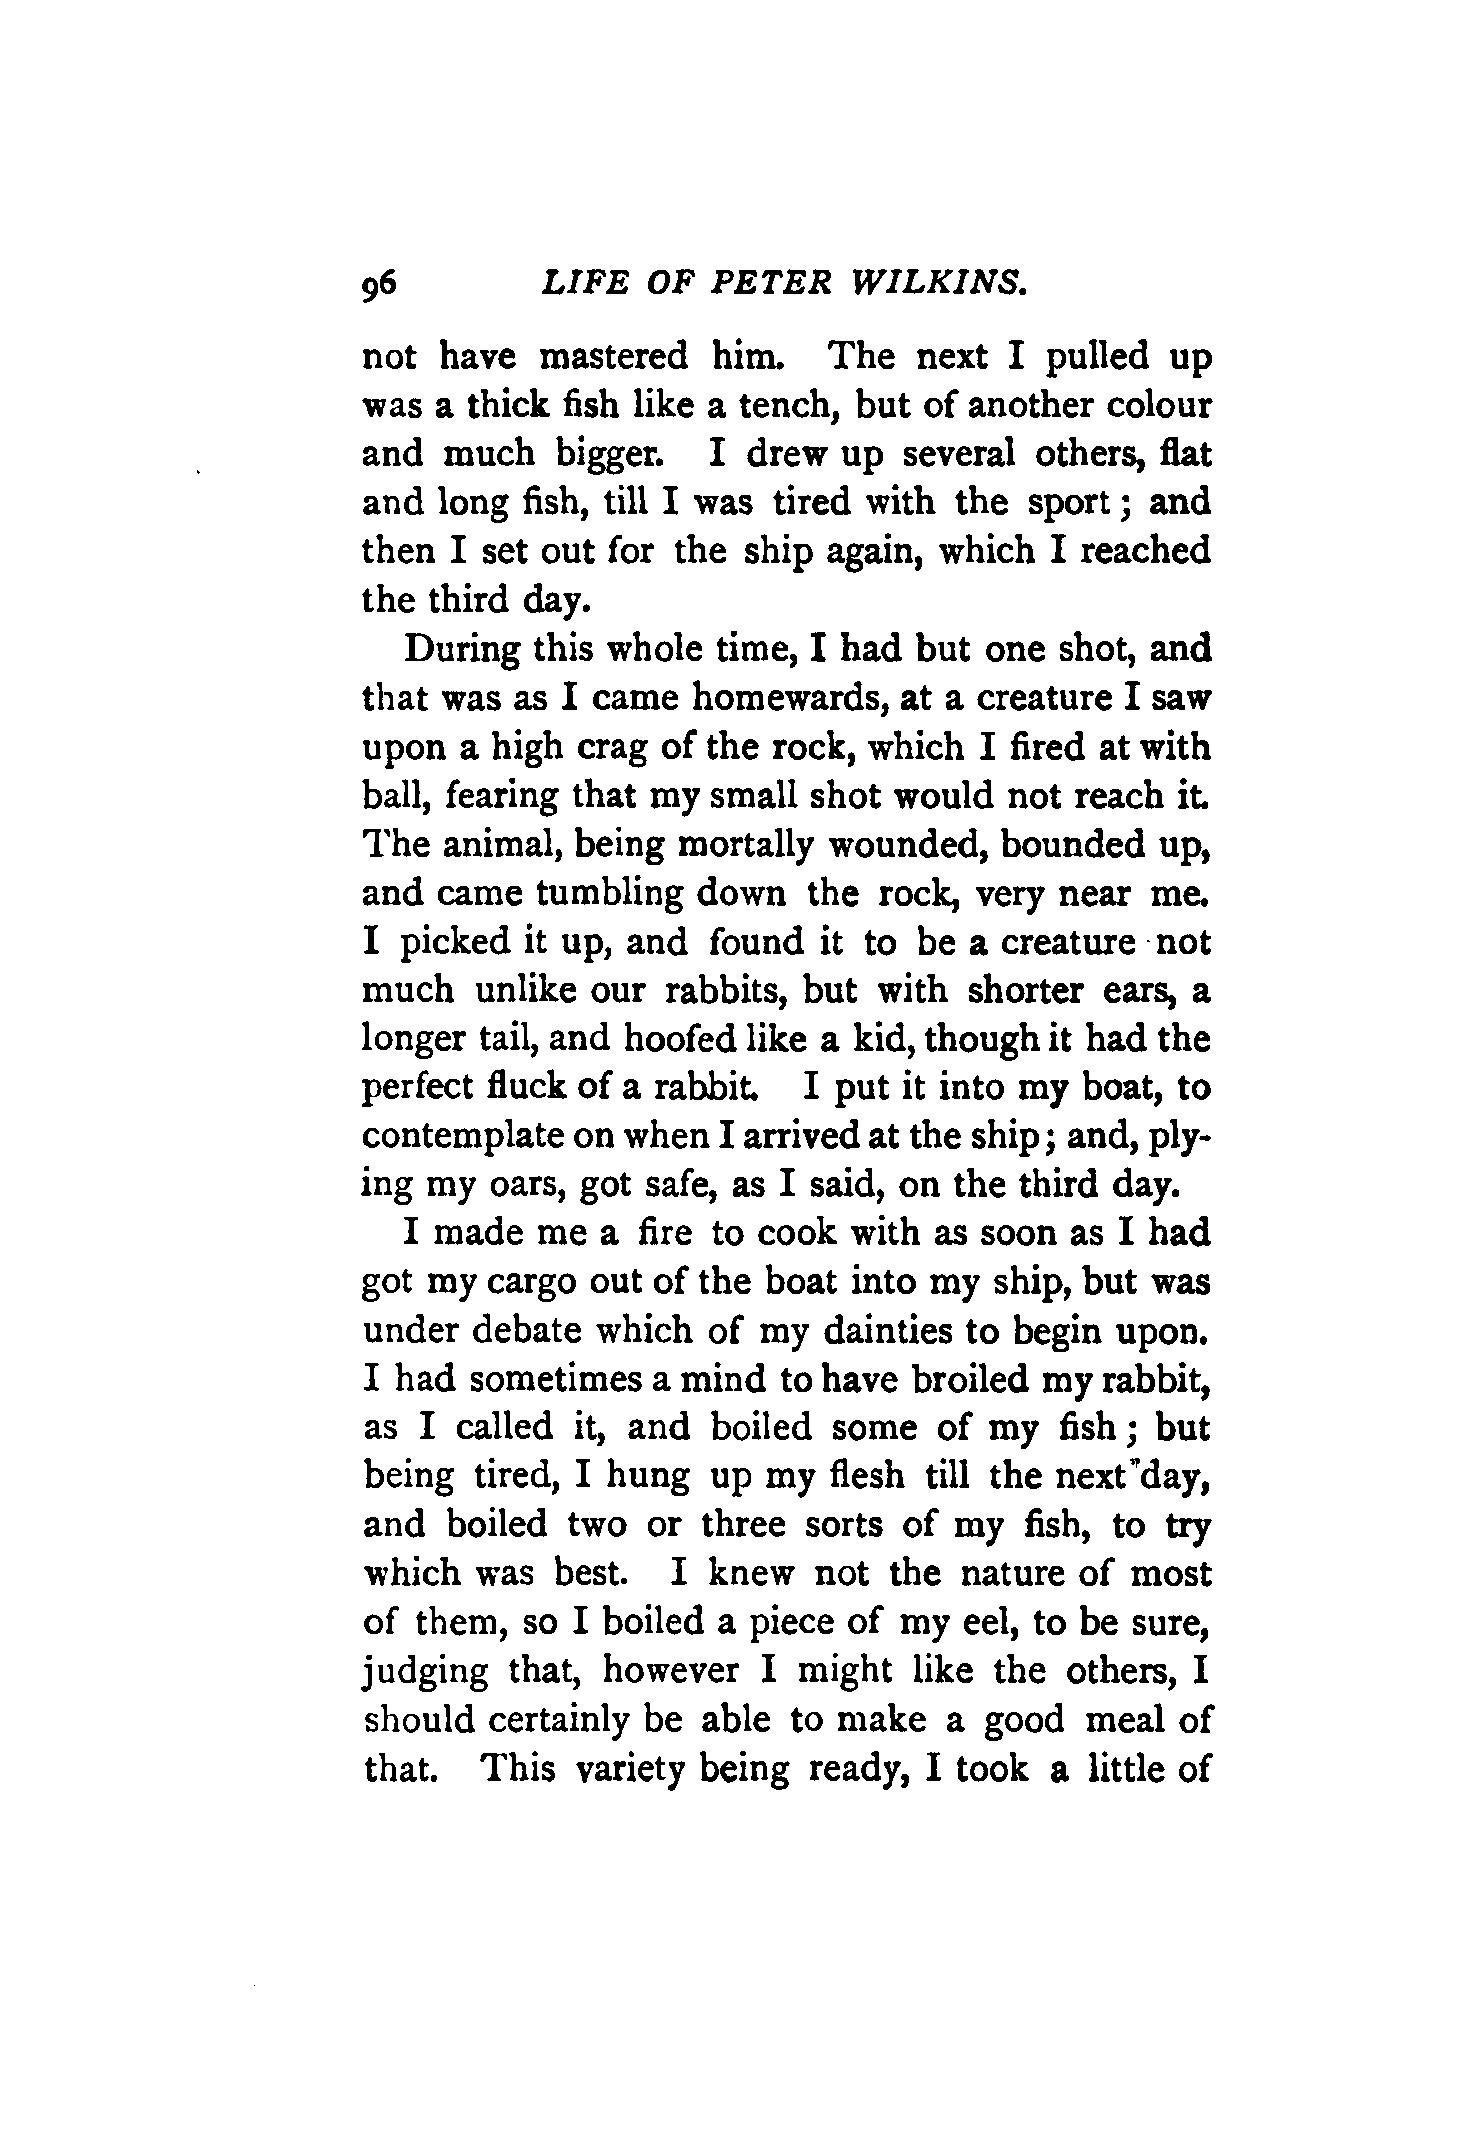 96 LIFE OF PETER WILKINS.
not have mastered him. The next I pulled up
was a thick fish like a tench, but of another colour
and much bigger. I drew up several others, flat
and long fish, till I was tired with the sport; and
then I set out for the ship again, which I reached
the third day.
During this whole time, I had but one shot, and
that was as I came homewards, at a creature I saw
upon a high crag of the rock, which I fired at with
ball, fearing that my small shot would not reach it.
The animal, being mortally wounded, bounded up,
and came tumbling down the rock, very near me.
I picked it up, and found it to be a creature not
much unlike our rabbits, but with shorter ears, a
longer tail, and hoofed like a kid, though it had the
perfect fluck of a rabbit. I put it into my boat, to
contemplate on when I arrived at the ship; and, ply-
ing my oars, got safe, as I said, on the third day.
I made me a fire to cook with as soon as I had
got my cargo out of the boat into my ship, but was
under debate which of my dainties to begin upon.
I had sometimes a mind to have broiled my rabbit,
as I called it, and boiled some of my fish; but
being tired, I hung up my flesh till the next day,
and boiled two or three sorts of my fish, to try
which was best. I knew not the nature of most
of them, so I boiled a piece of my eel, to be sure,
judging that, however I might like the others, I
should certainly be able to make a good meal of
that. This variety being ready, I took a little of